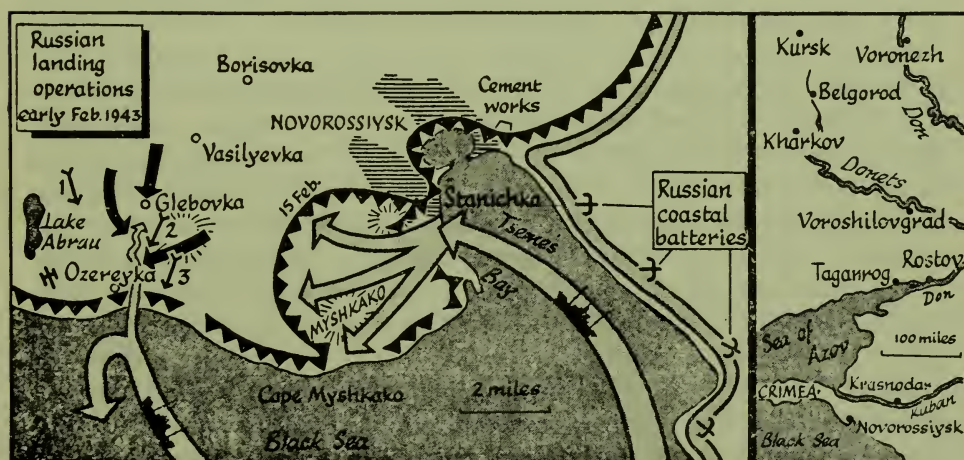 Russian
landing
operations
early Feb. 1943
Borisovka
Cement
works
NOVOROSSIYSK
Vasilyevka
1
Glebovka
2
Lake
Abrau
Ozereyka
3
15 Feb.
Stanichka
Tsemes
Bay
Russian
coastal
batteries
MYSHKAKO
Cape Myshkako
2 miles
Black Sea
Kursk
Voronezh
Belgorod
Don
Kharkov
Donets
Voroshilovgrad
Rostov
Taganrog
Don
Sea of
Azov
100 miles
CRIMEA
Krasnodar
Kuban
Novorossiysk
Black Sea